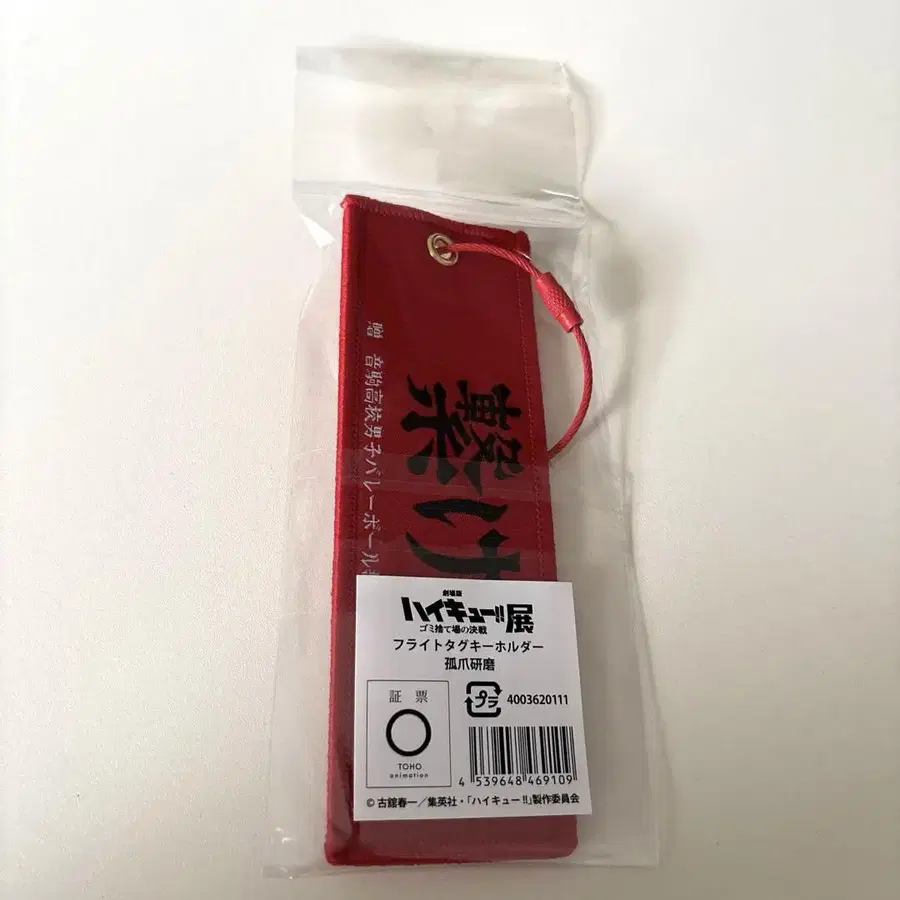 繋げ
贈 音駒高校男子バレーボール
劇場版
ハイキュー!!展
ゴミ捨て場の決戦
フライトタグキーホルダー
孤爪研磨
証 票
TOHO
animation
プラ
4003620111
4 539648 469109
© 古舘春一/集英社・「ハイキュー!!」製作委員会